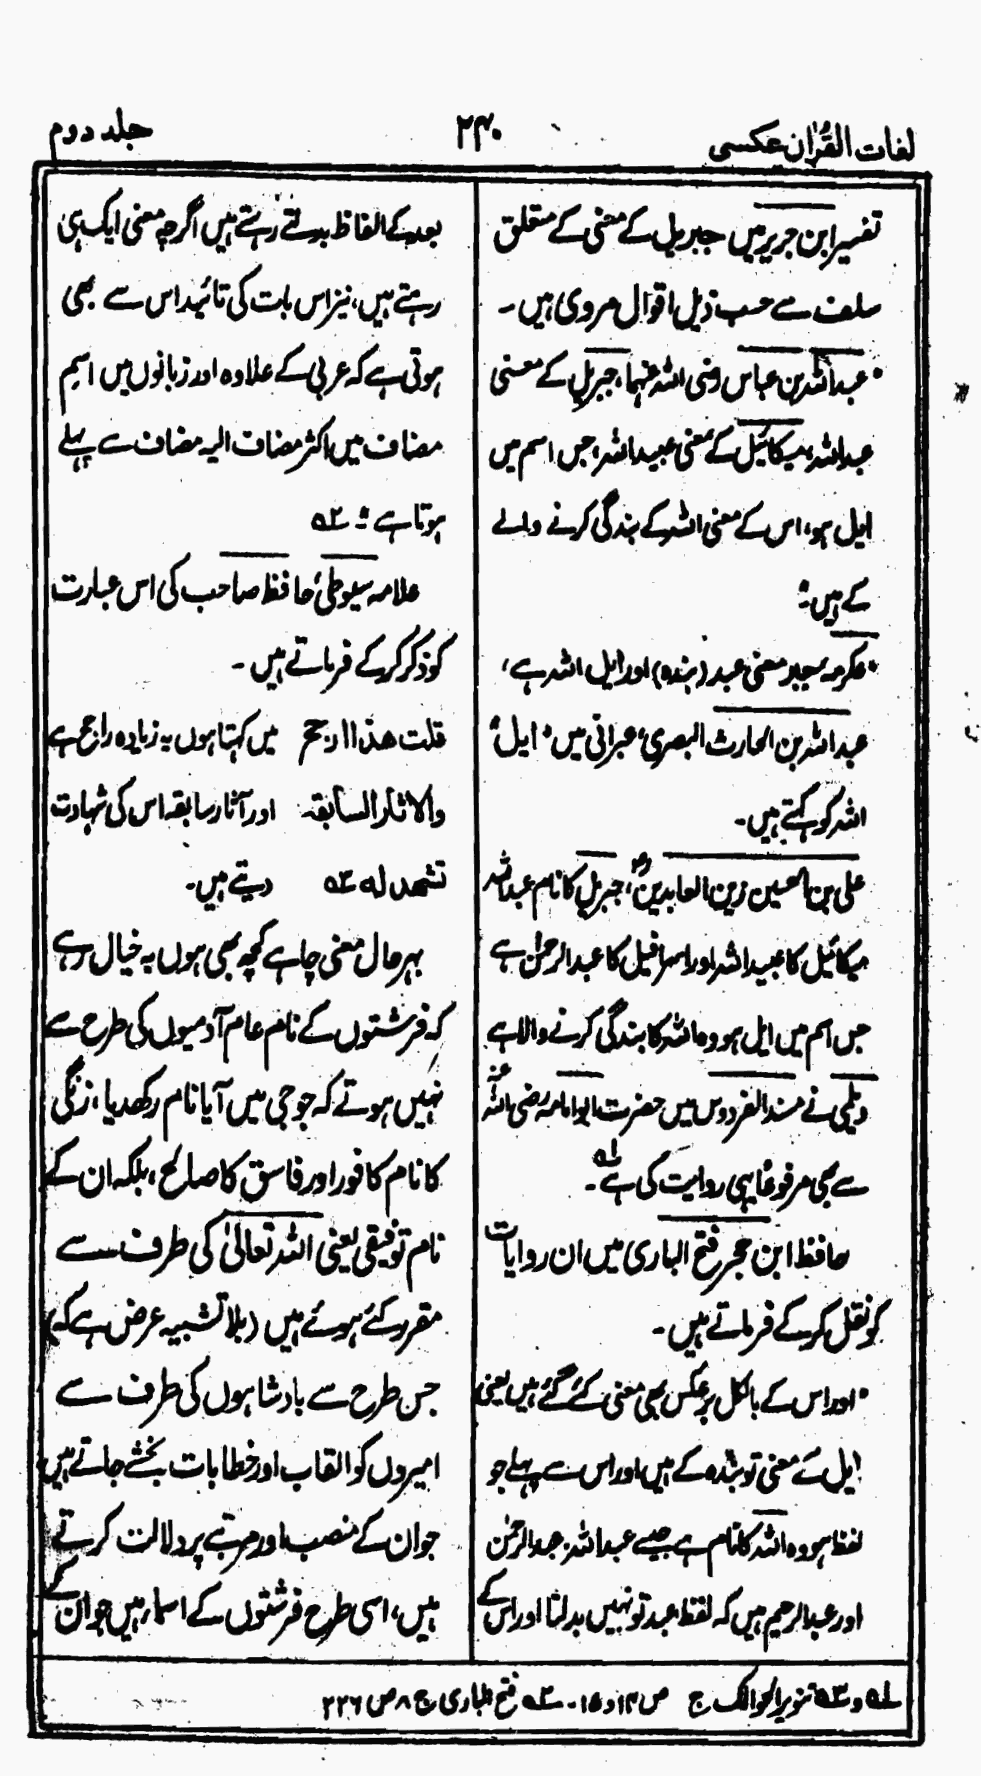 لغات القرآن عکسی
۲۴۰
جلد دوم
تفسیر ابن جریر میں جبریل کے معنی کے متعلق
سلف سے حسب ذیل اقوال مروی ہیں۔
• عبداللہ بن عباس رضی اللہ عنہما، جبریل کے معنی
عبداللہ، میکائیل کے معنی عبید اللہ، جس اسم میں
ایل ہو، اس کے معنی اللہ کے بندگی کرنے والے
کے ہیں۔
• عکرمہ، جبر معنی عبد (بندہ) اور ایل اللہ ہے،
عبداللہ بن الحارث البصری، عبرانی میں "ایل"
اللہ کو کہتے ہیں۔
علی بن الحسین زین العابدین، جبریل کا نام عبداللہ
میکائیل کا عبید اللہ اور اسرافیل کا عبد الرحمٰن ہے
جس اسم میں ایل ہو وہ اللہ کا بندگی کرنے والا ہے
دیلمی نے مسند الفردوس میں حضرت ابو امامہ رضی اللہ عنہ
سے بھی مرفوعًا یہی روایت کی ہے لہ۔
حافظ ابن حجر فتح الباری میں ان روایات
کو نقل کر کے فرماتے ہیں۔
"اور اس کے بالکل برعکس بھی معنی کئے گئے ہیں یعنی
ایل کے معنی تو بندہ کے ہیں اور اس سے پہلے جو
لفظ ہو وہ اللہ کا نام ہے جیسے عبداللہ، عبدالرحمٰن
اور عبدالرحیم ہیں کہ لفظ عبد تو نہیں بدلتا اور اس کے
بعد کے الفاظ بدلتے رہتے ہیں اگرچہ معنی ایک ہی
رہتے ہیں، نیز اس بات کی تائید اس سے بھی
ہوتی ہے کہ عربی کے علاوہ اور زبانوں میں اسم
مضاف میں اکثر مضاف الیہ مضاف سے پہلے
ہوتا ہے"۔ ۵۲
علامہ سیوطیؒ حافظ صاحب کی اس عبارت
کو ذکر کر کے فرماتے ہیں۔
قلت هذا ارجح میں کہتا ہوں یہ زیادہ راجح ہے
والاثار السابقہ اور آثار سابقہ اس کی شہادت
تشهد له ۵۳ دیتے ہیں۔
بہرحال معنی چاہے کچھ بھی ہوں یہ خیال رہے
کہ فرشتوں کے نام عام آدمیوں کی طرح سے
نہیں ہوتے کہ جو جی میں آیا نام رکھدیا، زنگی
کا نام کافور اور فاسق کا صالح، بلکہ ان کے
نام توقیفی یعنی اللہ تعالیٰ کی طرف سے
مقرر کئے ہوئے ہیں (بلا تشبیہ عرض ہے کہ)
جس طرح سے بادشاہوں کی طرف سے
امیروں کو القاب اور خطابات بخشے جاتے ہیں
جو ان کے منصب اور مرتبے پر دلالت کرتے
ہیں، اسی طرح فرشتوں کے اسماء ہیں جو ان کے
لہ و ۵۳ تنویر الحوالک ج ص ۱۴ و ۱۵۔ ۵۲ فتح الباری ج ۸ ص ۲۲۶